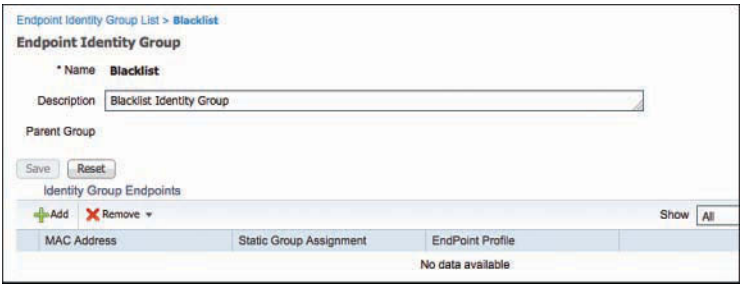 Endpoint Identity Group List > Blacklist
Endpoint Identity Group
* Name Blacklist
Description Blacklist Identity Group
Parent Group
Save Reset
Identity Group Endpoints
Add Remove Show All
MAC Address Static Group Assignment EndPoint Profile
No data available